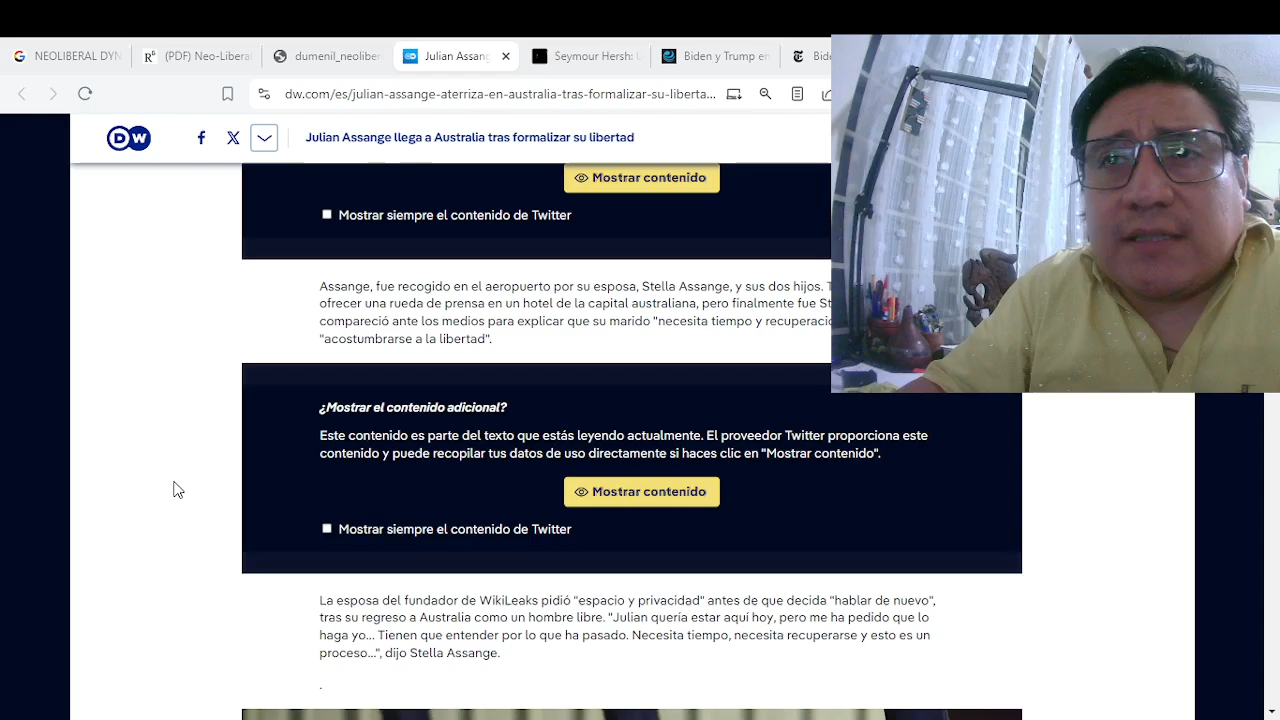 NEOLIBERAL DYN
(PDF) Neo-Libera
dumenil_neoliber
Julian Assang
Seymour Hersh:
Biden y Trump en
Bide
dw.com/es/julian-assange-aterriza-en-australia-tras-formalizar-su-liberta...
DW
Julian Assange llega a Australia tras formalizar su libertad
Mostrar contenido
Mostrar siempre el contenido de Twitter
Assange, fue recogido en el aeropuerto por su esposa, Stella Assange, y sus dos hijos.
ofrecer una rueda de prensa en un hotel de la capital australiana, pero finalmente fue
compareció ante los medios para explicar que su marido "necesita tiempo y
"acostumbrarse a la libertad".
¿Mostrar el contenido adicional?
Este contenido es parte del texto que estás leyendo actualmente. El proveedor Twitter proporciona este
contenido y puede recopilar tus datos de uso directamente si haces clic en "Mostrar contenido".
Mostrar contenido
Mostrar siempre el contenido de Twitter
La esposa del fundador de WikiLeaks pidió "espacio y privacidad" antes de que decida "hablar de nuevo",
tras su regreso a Australia como un hombre libre. "Julian quería estar aquí hoy, pero me ha pedido que lo
haga yo... Tienen que entender por lo que ha pasado. Necesita tiempo, necesita recuperarse y esto es un
proceso...", dijo Stella Assange.
.